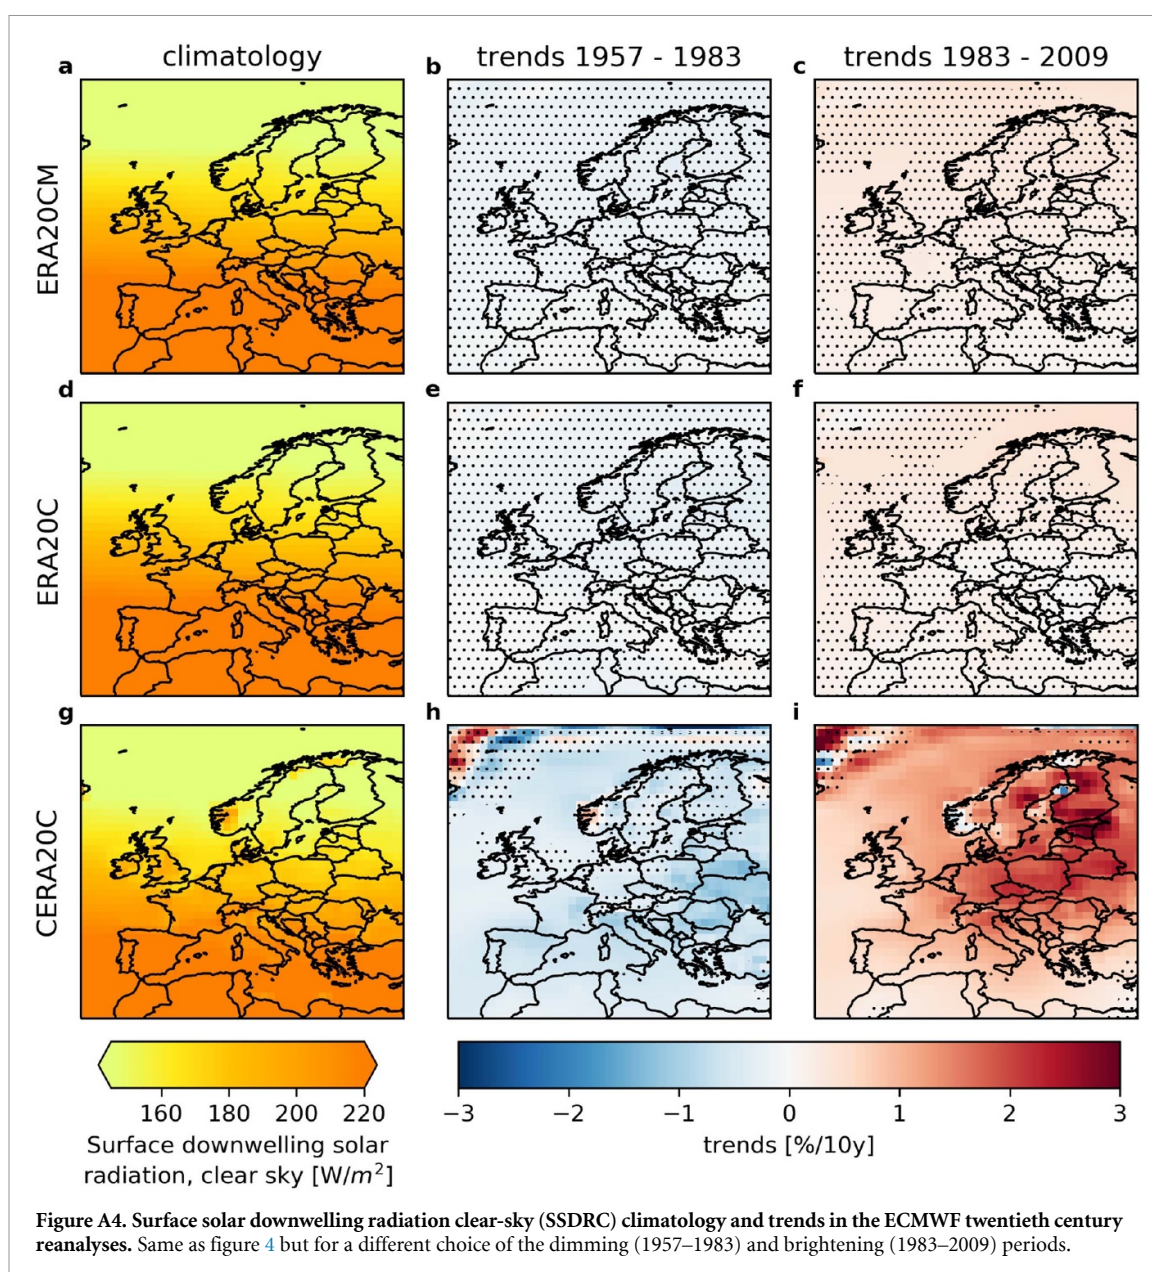 climatology
trends 1957 - 1983
trends 1983 - 2009
a
b
c
ERA20CM
d
e
f
ERA20C
g
h
i
CERA20C
160 180 200 220
Surface downwelling solar
radiation, clear sky [W/m²]
−3 −2 −1 0 1 2 3
trends [%/10y]
Figure A4. Surface solar downwelling radiation clear-sky (SSDRC) climatology and trends in the ECMWF twentieth century
reanalyses. Same as figure 4 but for a different choice of the dimming (1957–1983) and brightening (1983–2009) periods.